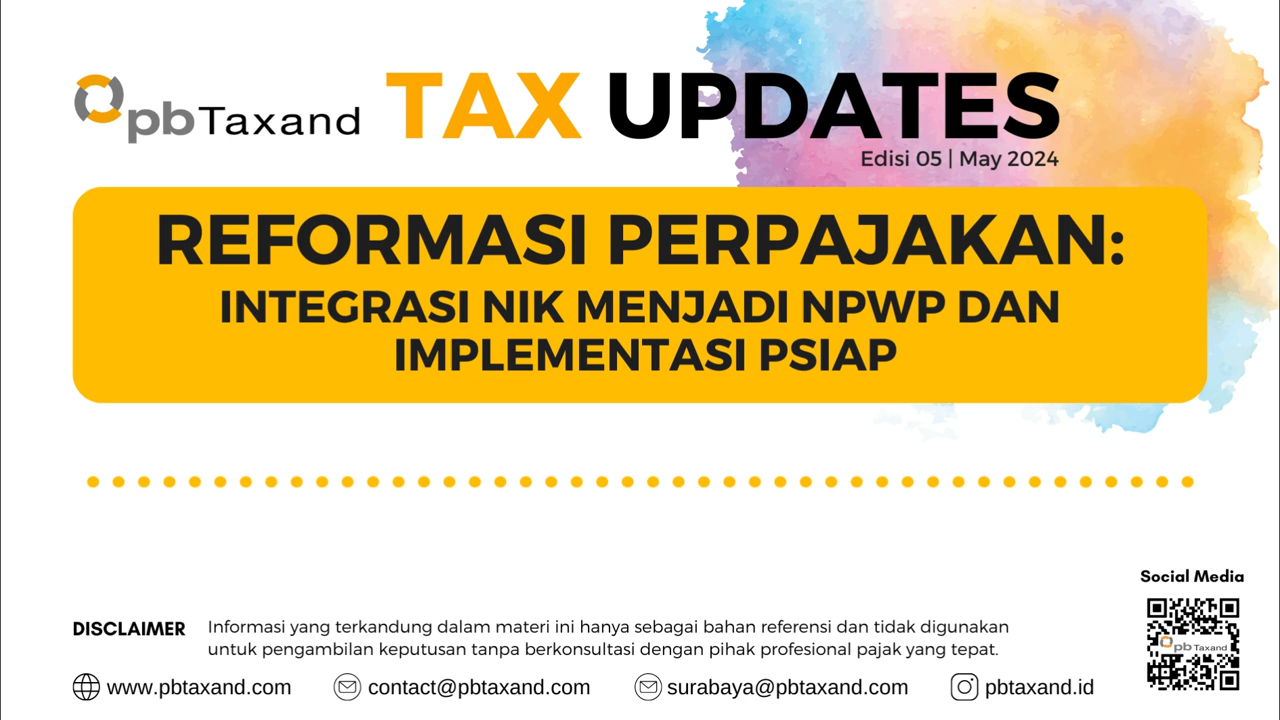 pb Taxand
TAX UPDATES
Edisi 05 | May 2024
REFORMASI PERPAJAKAN:
INTEGRASI NIK MENJADI NPWP DAN
IMPLEMENTASI PSIAP
Social Media
pb Taxand
DISCLAIMER
Informasi yang terkandung dalam materi ini hanya sebagai bahan referensi dan tidak digunakan
untuk pengambilan keputusan tanpa berkonsultasi dengan pihak profesional pajak yang tepat.
www.pbtaxand.com
contact@pbtaxand.com
surabaya@pbtaxand.com
pbtaxand.id